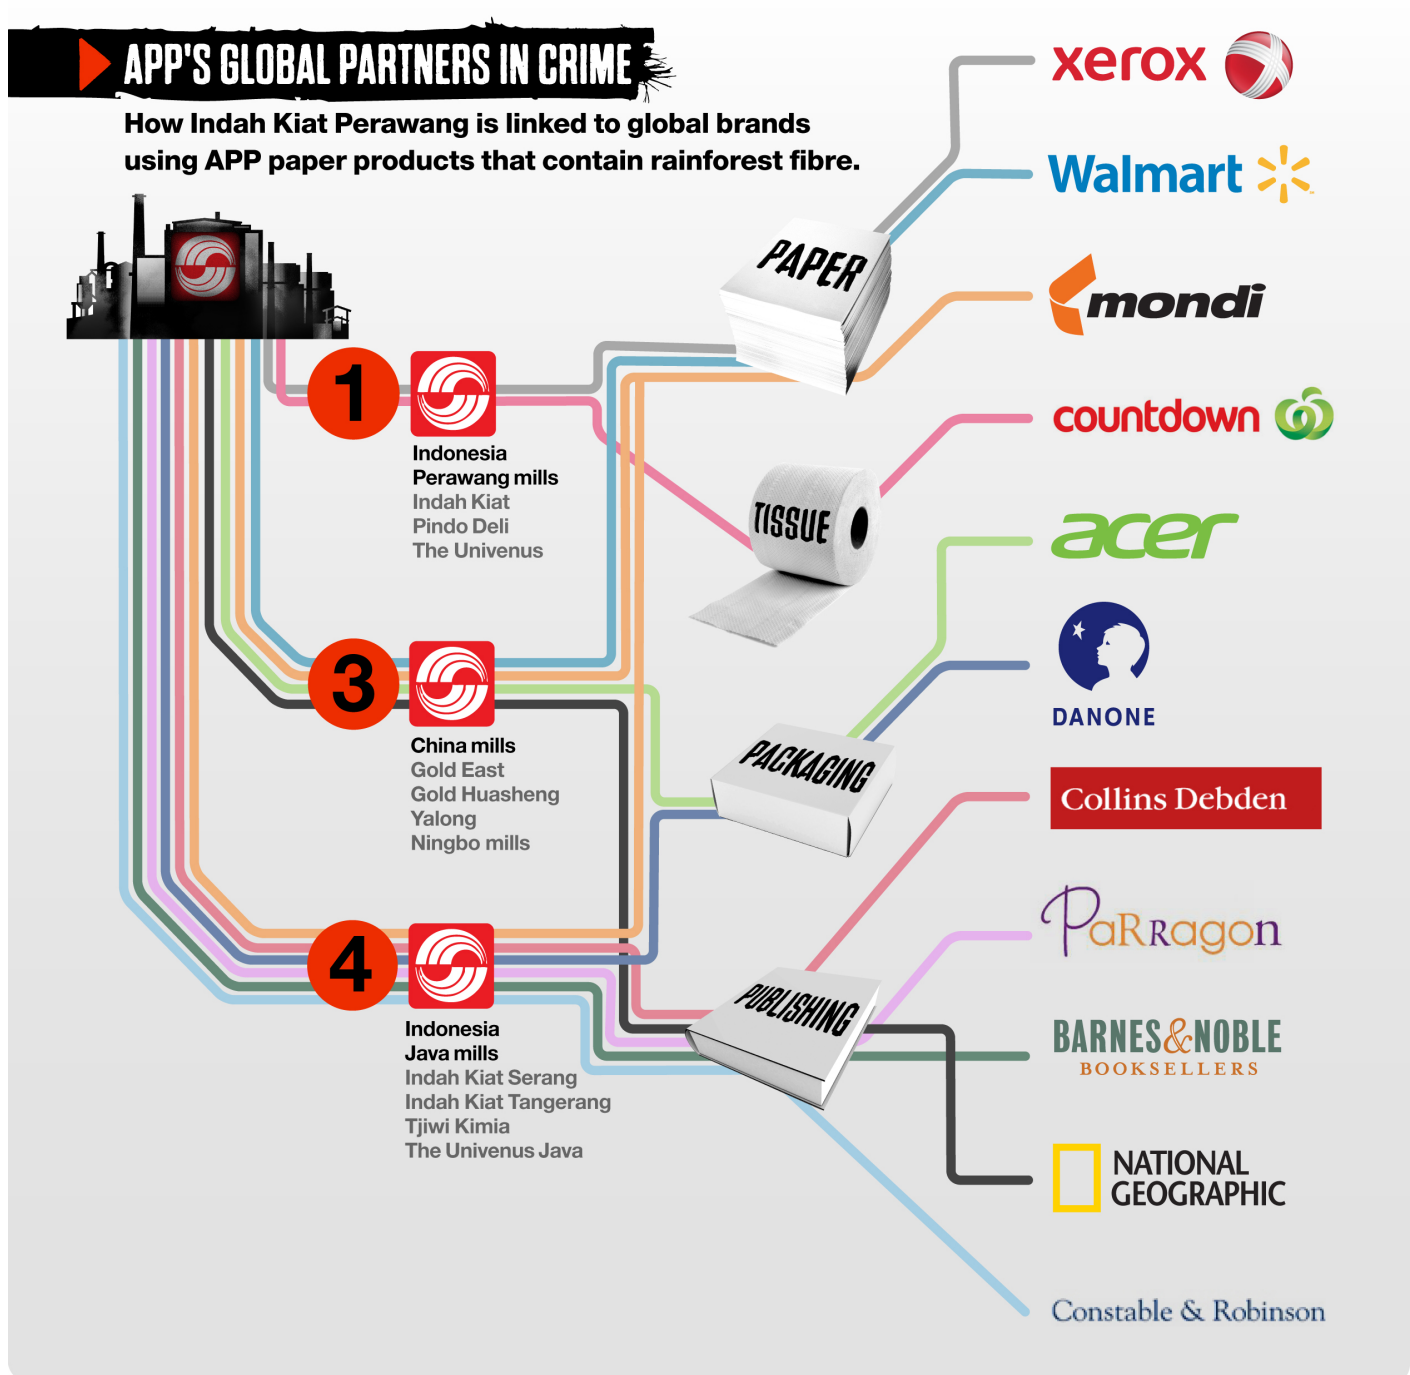 APP'S GLOBAL PARTNERS IN CRIME
How Indah Kiat Perawang is linked to global brands
using APP paper products that contain rainforest fibre.
1
Indonesia
Perawang mills
Indah Kiat
Pindo Deli
The Univenus
3
China mills
Gold East
Gold Huasheng
Yalong
Ningbo mills
4
Indonesia
Java mills
Indah Kiat Serang
Indah Kiat Tangerang
Tjiwi Kimia
The Univenus Java
PAPER
TISSUE
PACKAGING
PUBLISHING
xerox
Walmart
mondi
countdown
acer
DANONE
Collins Debden
PaRRagon
BARNES&NOBLE
BOOKSELLERS
NATIONAL
GEOGRAPHIC
Constable & Robinson